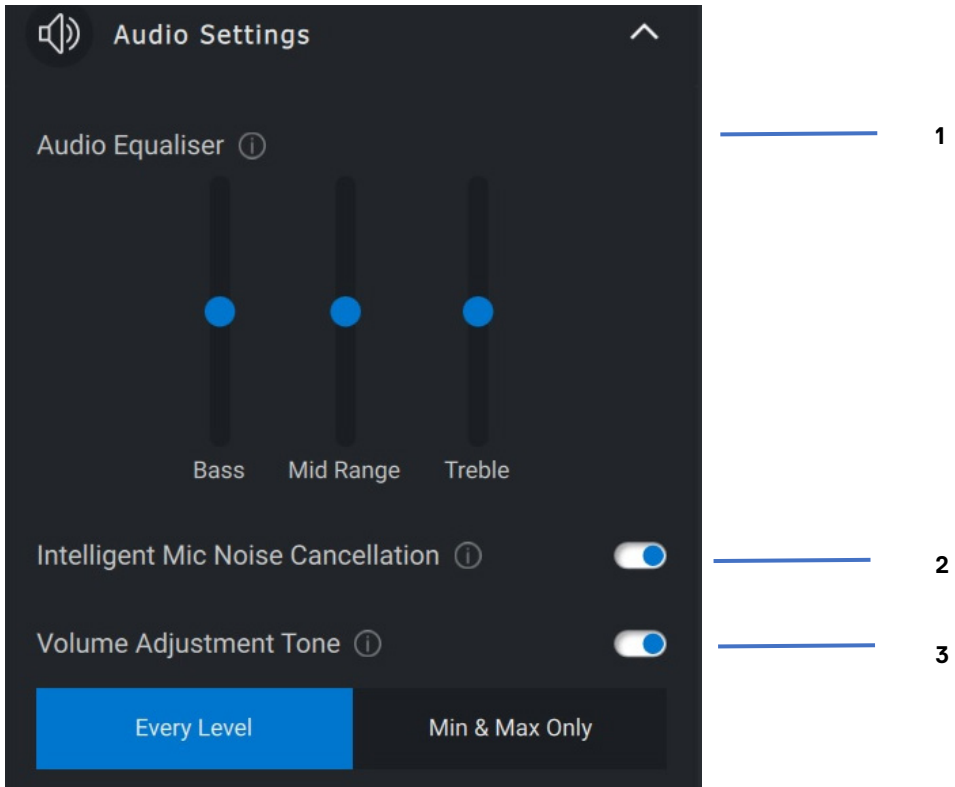 Audio Settings
Audio Equaliser
1
Bass Mid Range Treble
Intelligent Mic Noise Cancellation
2
Volume Adjustment Tone
3
Every Level Min & Max Only